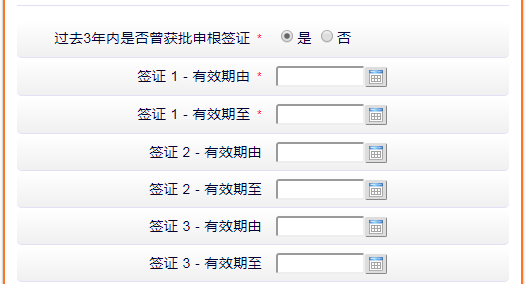 过去3年内是否曾获批申根签证 * 是 否
签证 1 - 有效期由 *
签证 1 - 有效期至 *
签证 2 - 有效期由
签证 2 - 有效期至
签证 3 - 有效期由
签证 3 - 有效期至